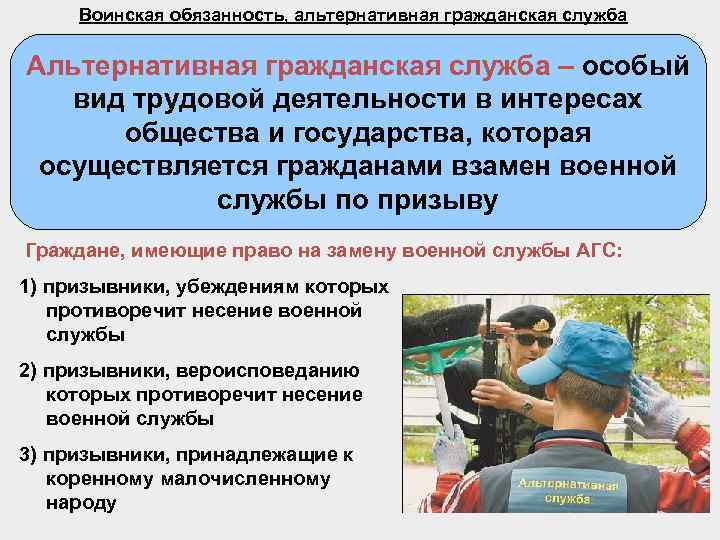 Воинская обязанность, альтернативная гражданская служба
Альтернативная гражданская служба – особый
вид трудовой деятельности в интересах
общества и государства, которая
осуществляется гражданами взамен военной
службы по призыву
Граждане, имеющие право на замену военной службы АГС:
1) призывники, убеждениям которых
противоречит несение военной
службы
2) призывники, вероисповеданию
которых противоречит несение
военной службы
3) призывники, принадлежащие к
коренному малочисленному
народу
Альтернативная
служба